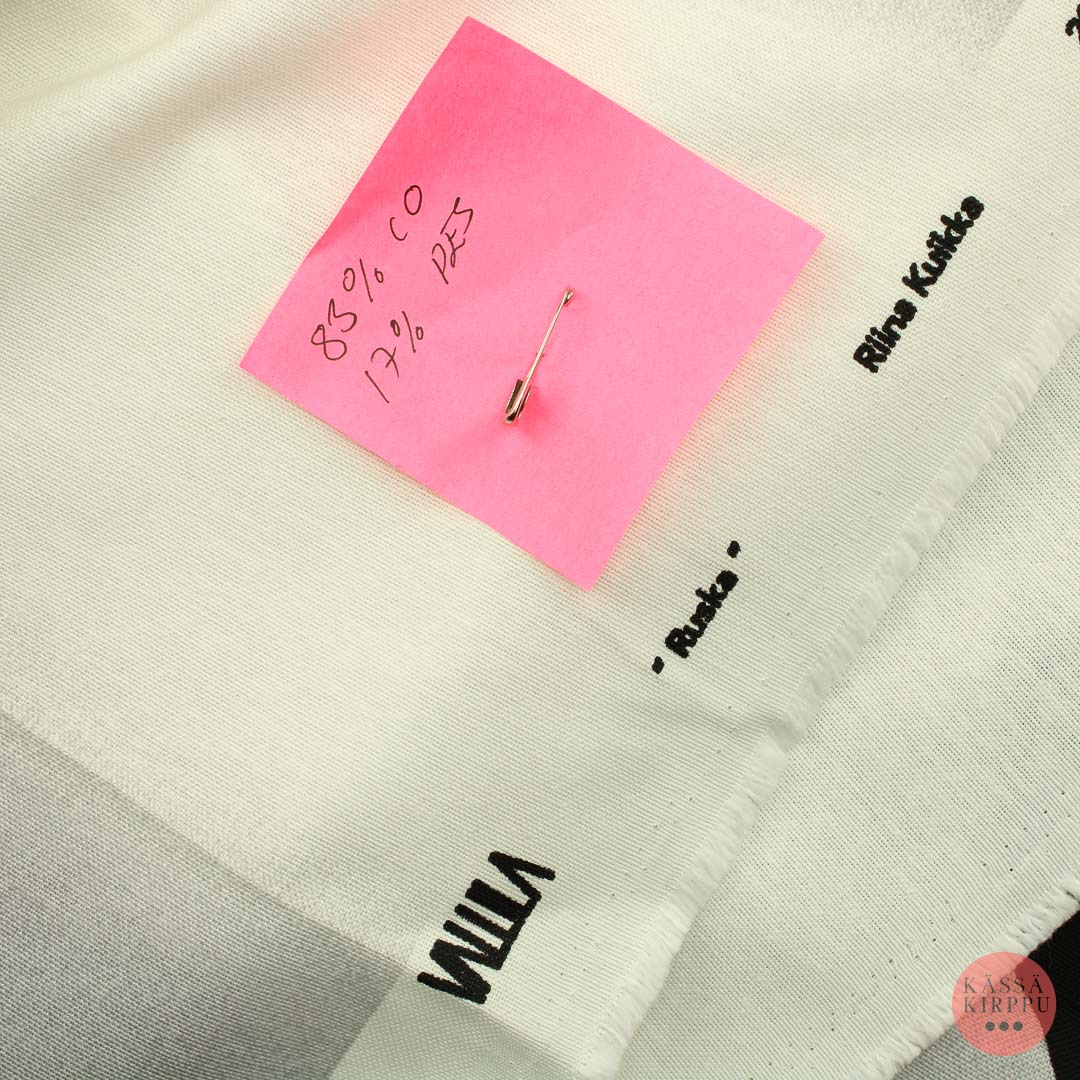 83% CO
17% PES
Riina Kuikka
"Ruska"
VALLILA
KÄSSÄ
KIRPPU